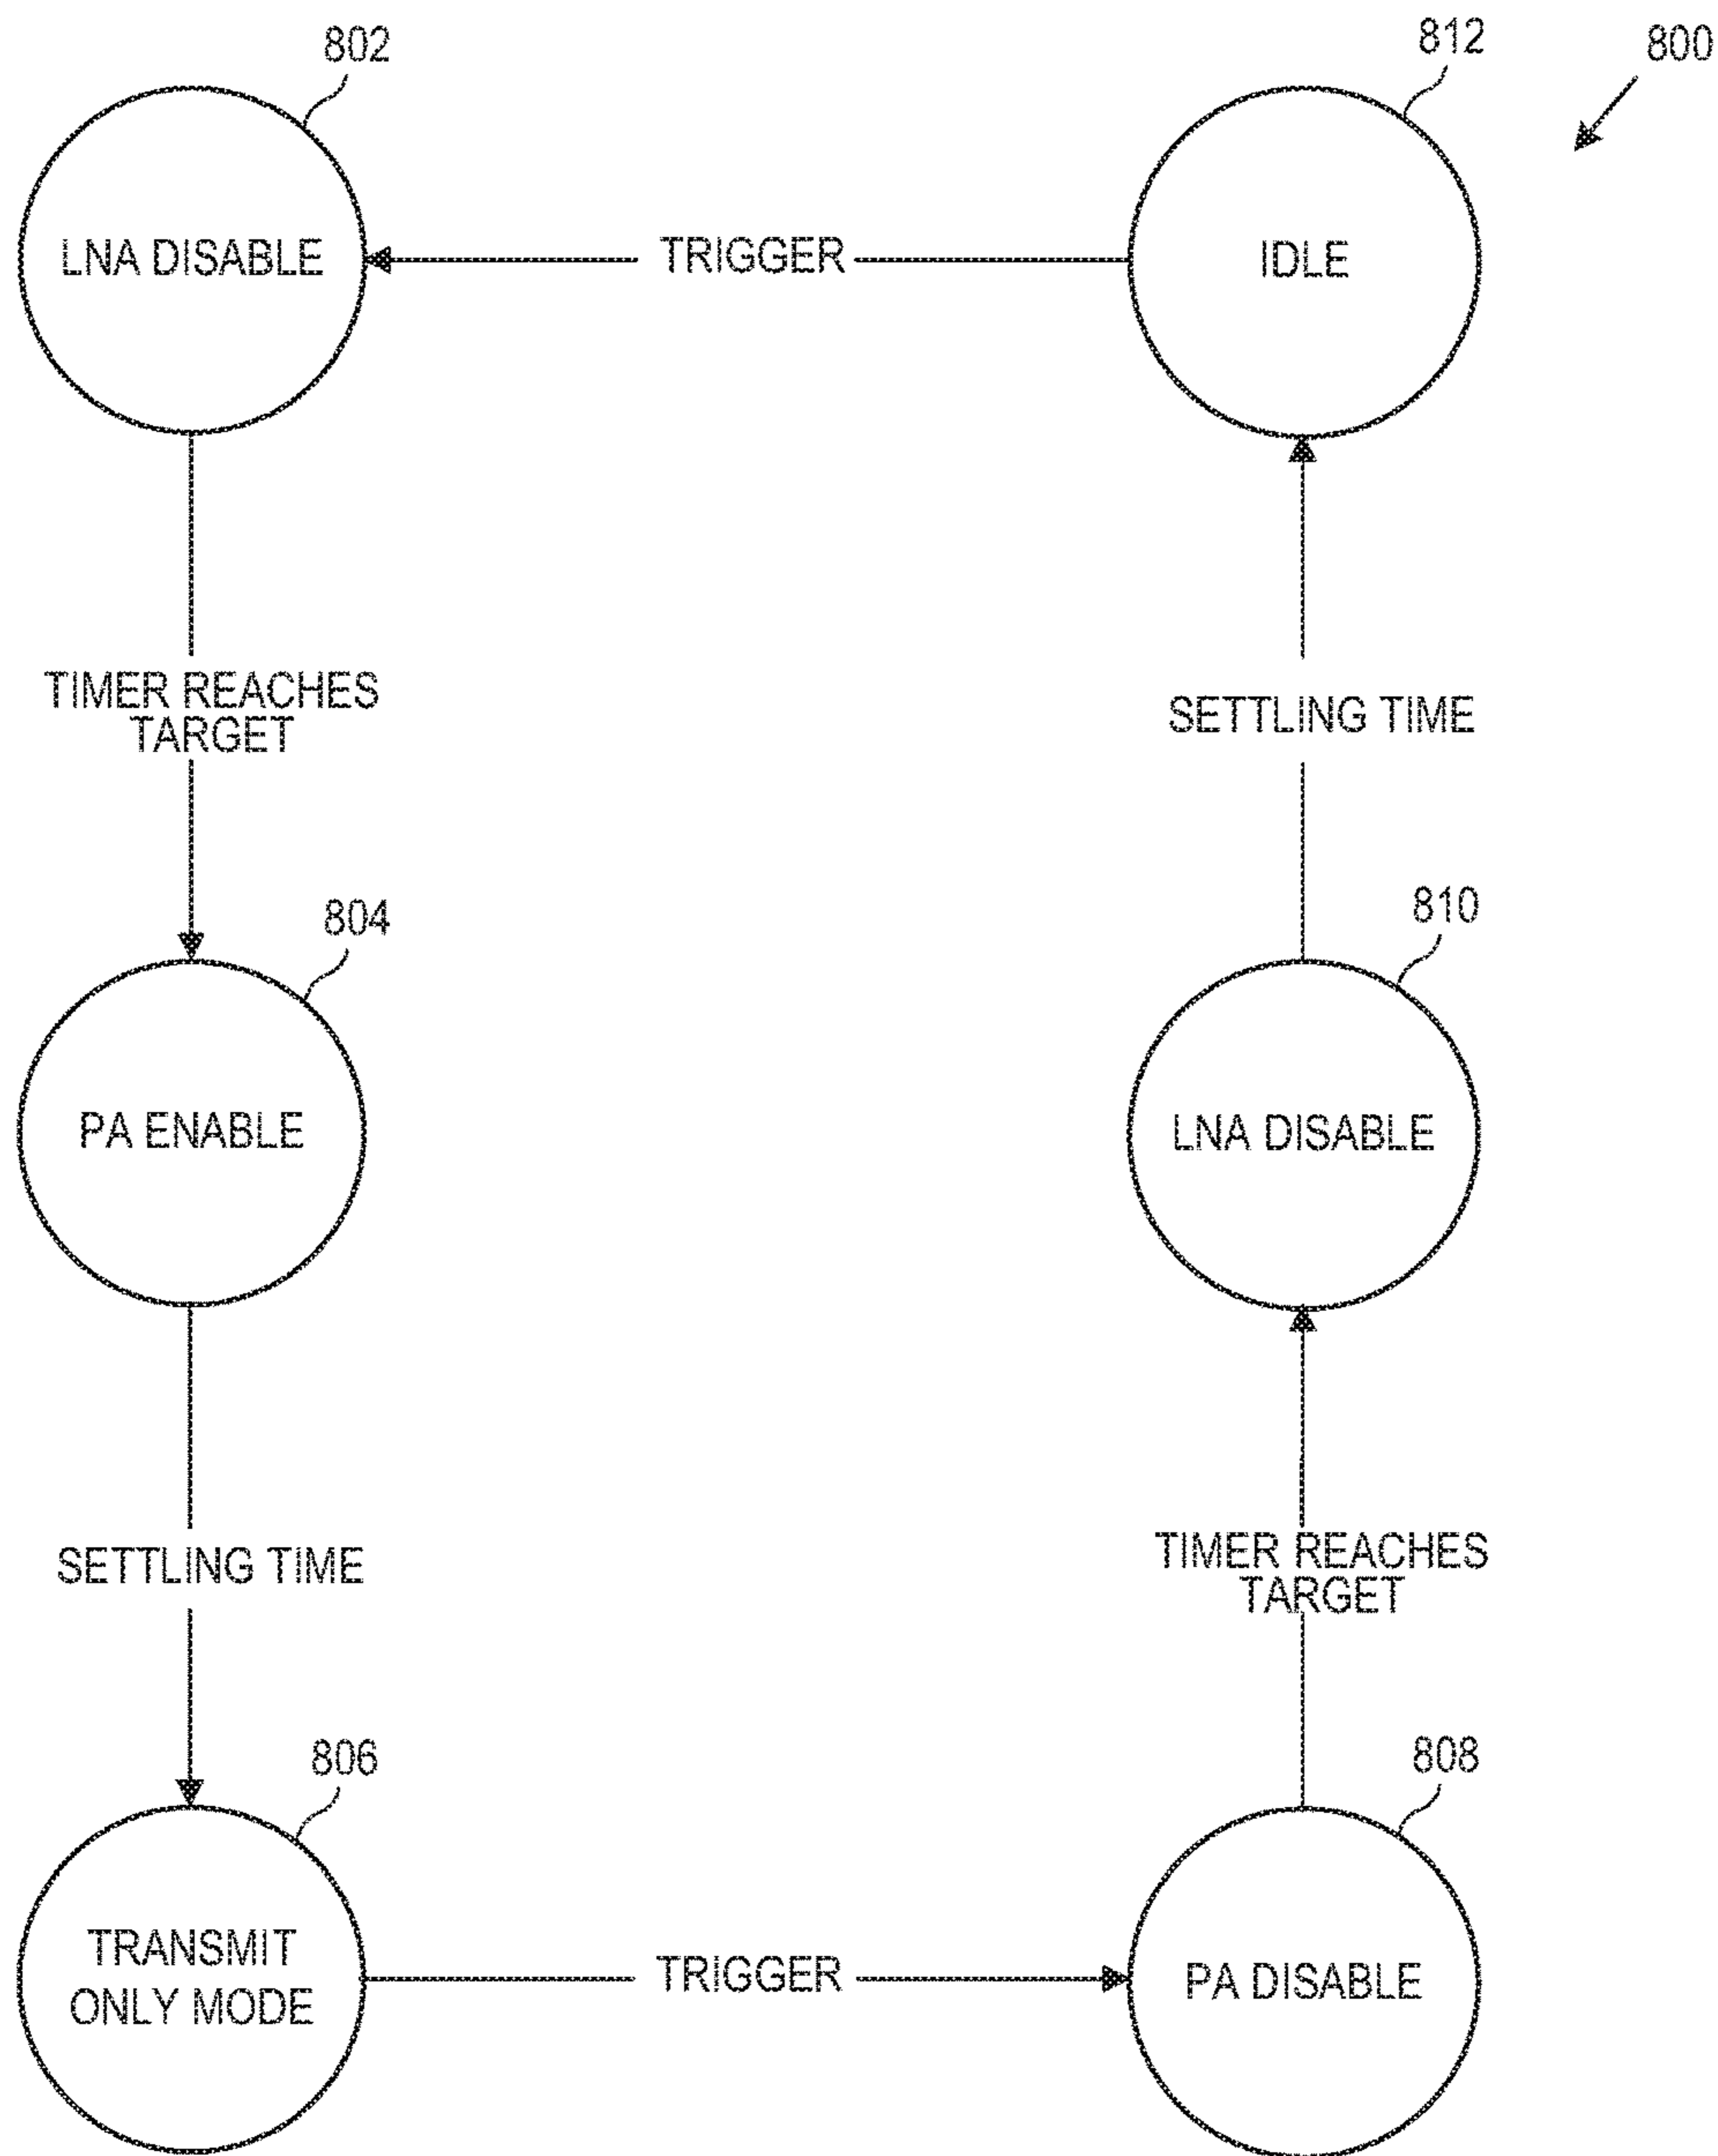 802
812
800
LNA DISABLE
TRIGGER
IDLE
TIMER REACHES
TARGET
SETTLING TIME
804
810
PA ENABLE
LNA DISABLE
SETTLING TIME
TIMER REACHES
TARGET
806
808
TRANSMIT
ONLY MODE
TRIGGER
PA DISABLE